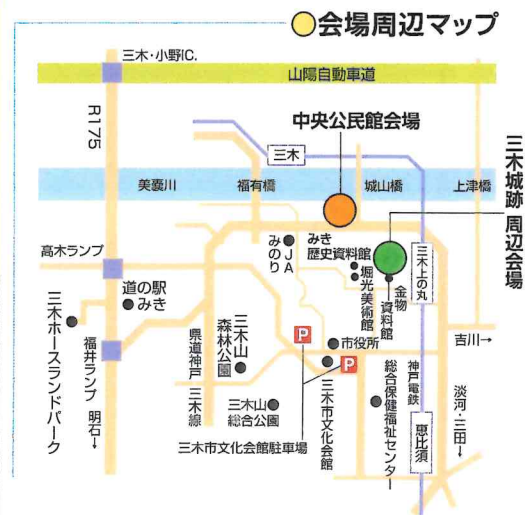 会場周辺マップ
三木・小野IC.
山陽自動車道
R175
中央公民館会場
三木
三木城跡 周辺会場
美嚢川
福有橋
城山橋
上津橋
高木ランプ
JAみのり
みき歴史資料館
堀光美術館
金物資料館
三木上の丸
道の駅みき
三木ホースランドパーク
福井ランプ
明石→
県道神戸三木線
三木山森林公園
P
市役所
P
吉川→
三木山総合公園
三木市文化会館
三木市文化会館駐車場
総合保健福祉センター
神戸電鉄
恵比須
淡河・三田→